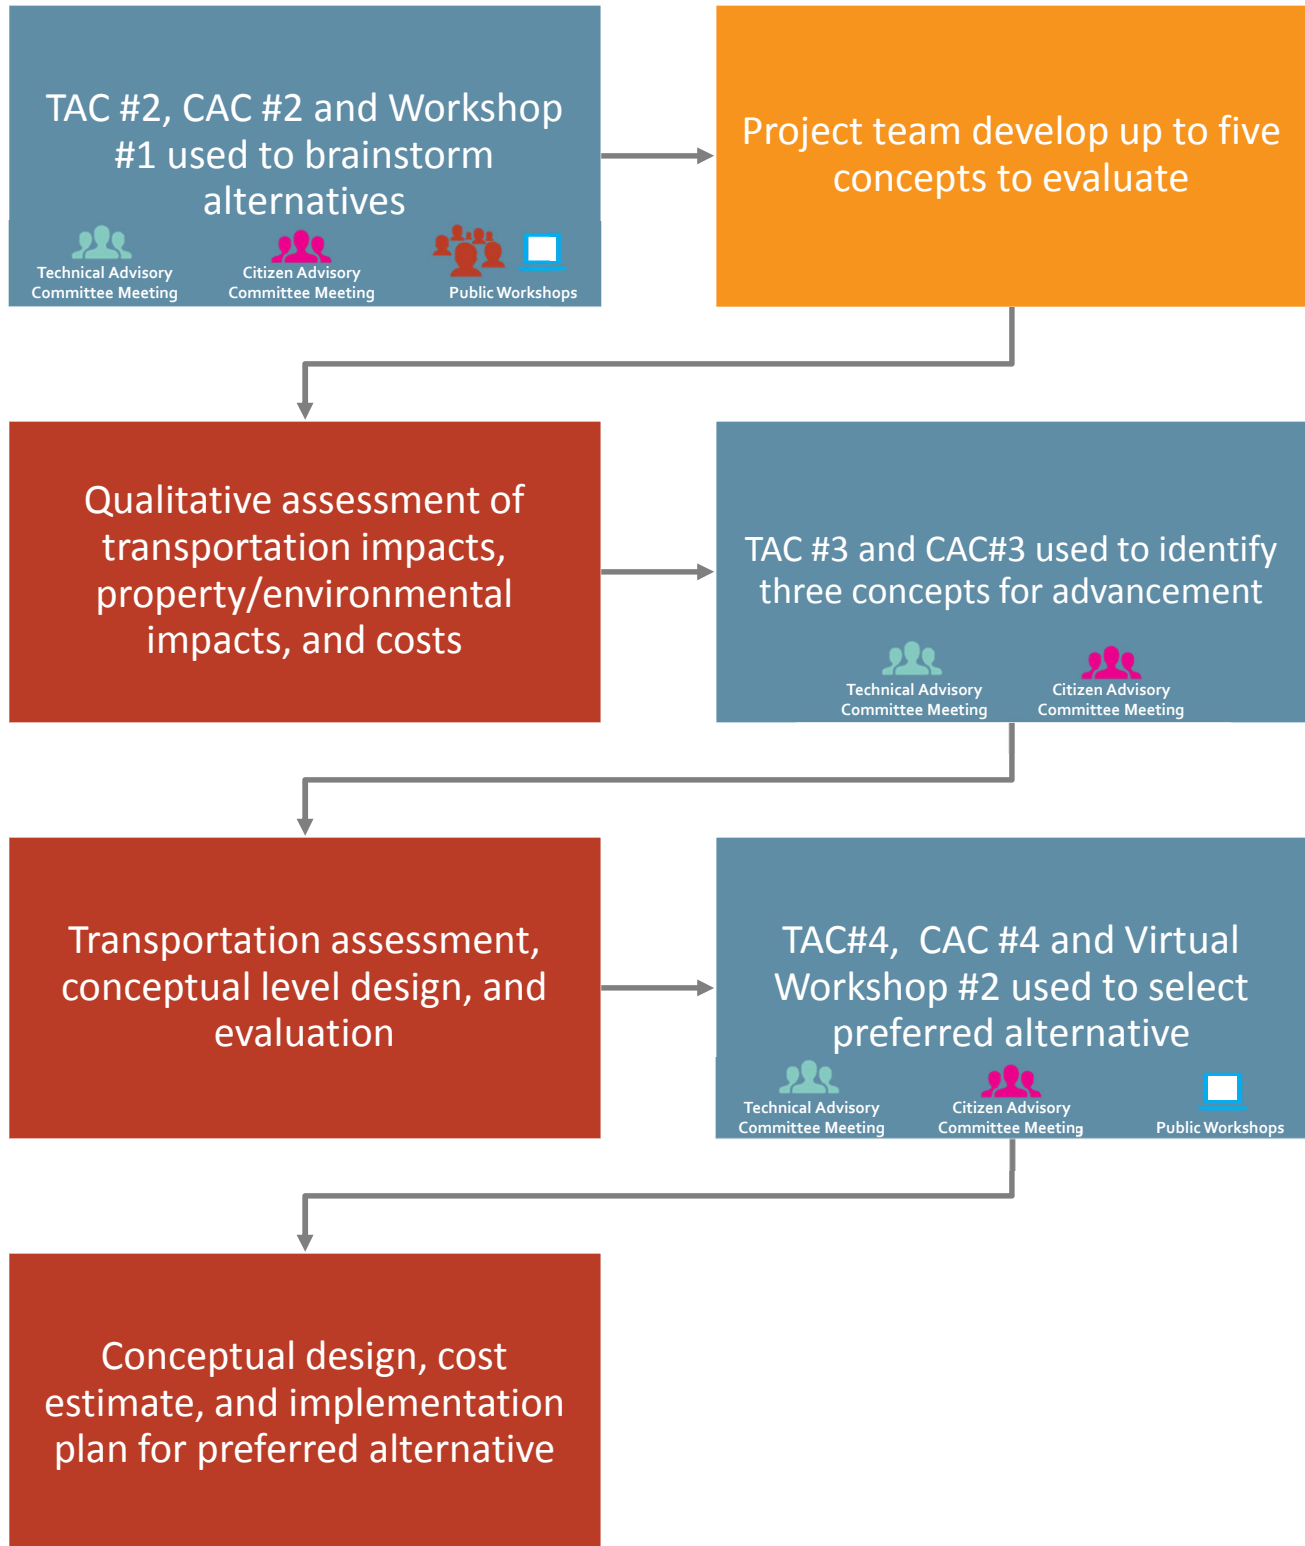 TAC #2, CAC #2 and Workshop
#1 used to brainstorm
alternatives
Technical Advisory
Committee Meeting
Citizen Advisory
Committee Meeting
Public Workshops
Project team develop up to five
concepts to evaluate
Qualitative assessment of
transportation impacts,
property/environmental
impacts, and costs
TAC #3 and CAC#3 used to identify
three concepts for advancement
Technical Advisory
Committee Meeting
Citizen Advisory
Committee Meeting
Transportation assessment,
conceptual level design, and
evaluation
TAC#4, CAC #4 and Virtual
Workshop #2 used to select
preferred alternative
Technical Advisory
Committee Meeting
Citizen Advisory
Committee Meeting
Public Workshops
Conceptual design, cost
estimate, and implementation
plan for preferred alternative